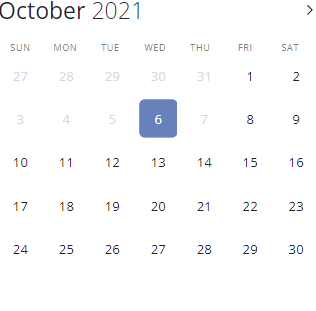 October 2021
SUN MON TUE WED THU FRI SAT
27 28 29 30 31 1 2
3 4 5 6 7 8 9
10 11 12 13 14 15 16
17 18 19 20 21 22 23
24 25 26 27 28 29 30